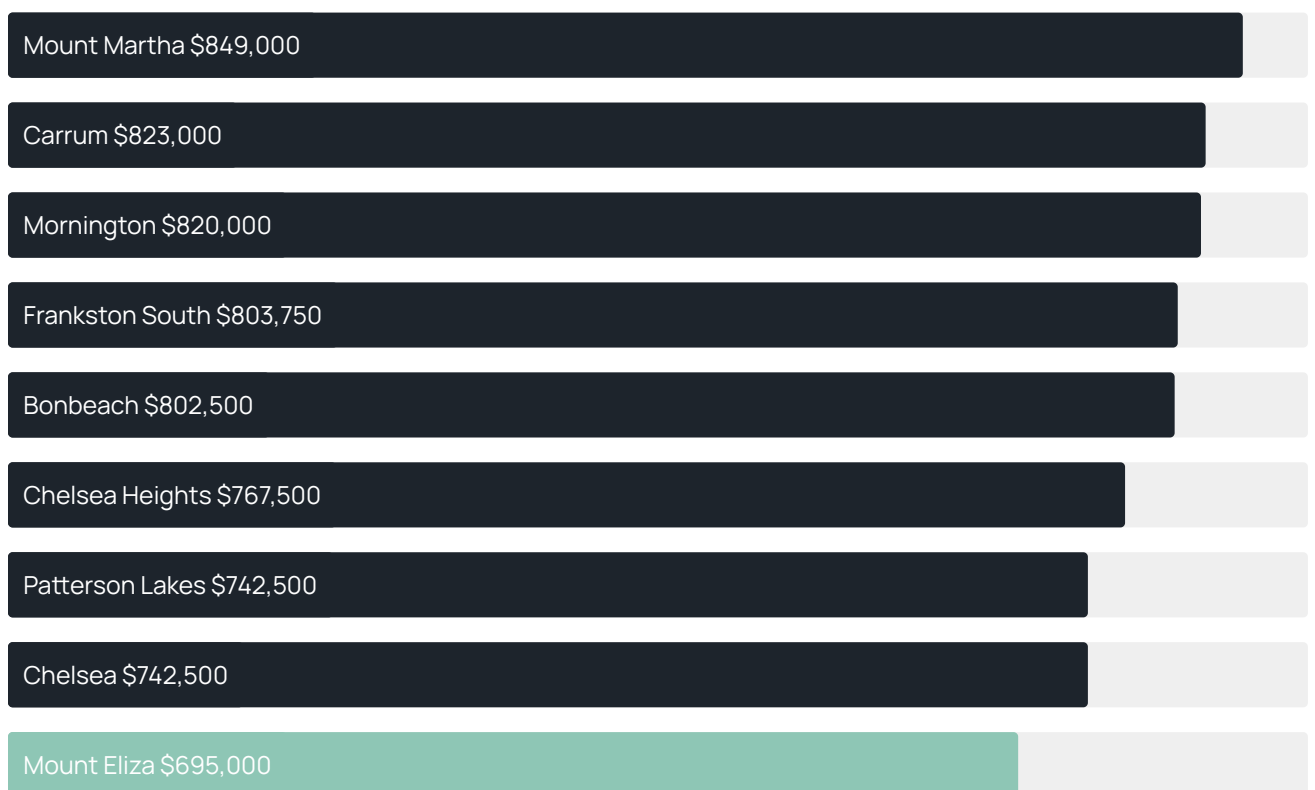 Mount Martha $849,000
Carrum $823,000
Mornington $820,000
Frankston South $803,750
Bonbeach $802,500
Chelsea Heights $767,500
Patterson Lakes $742,500
Chelsea $742,500
Mount Eliza $695,000